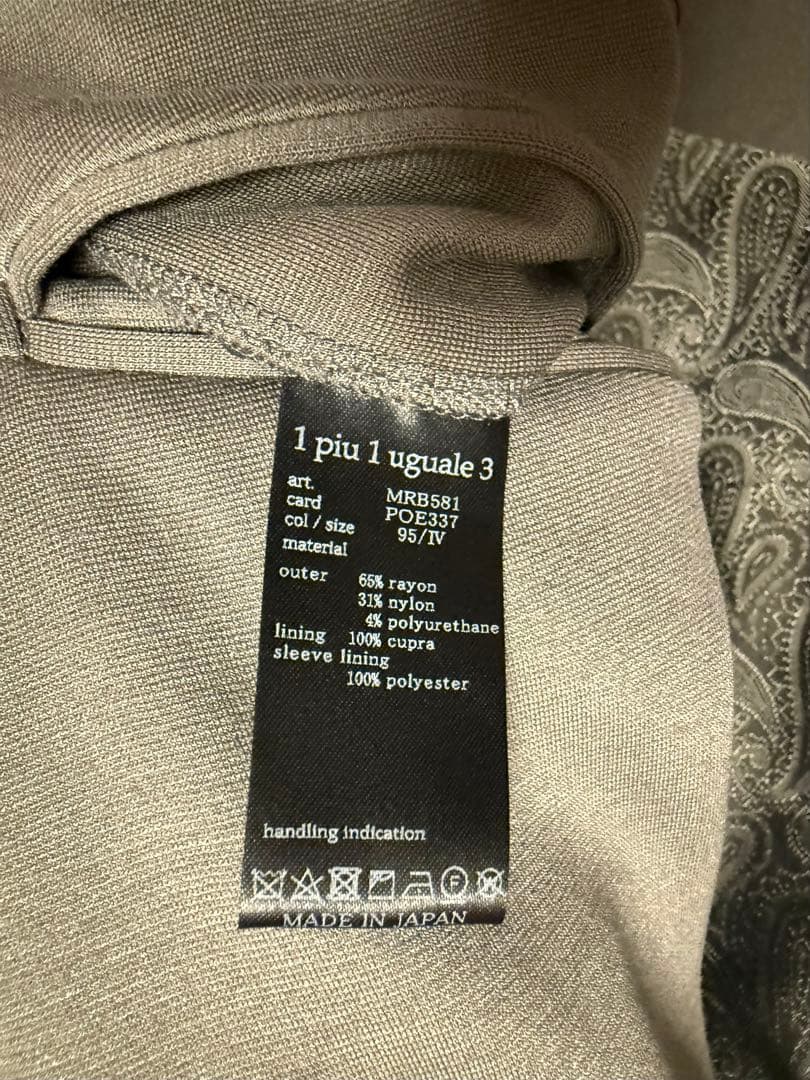 1 piu 1 uguale 3
art. MRB581
card POE337
col / size 95/Ⅳ
material
outer 65% rayon
31% nylon
4% polyurethane
lining 100% cupra
sleeve lining
100% polyester
handling indication
F W
MADE IN JAPAN